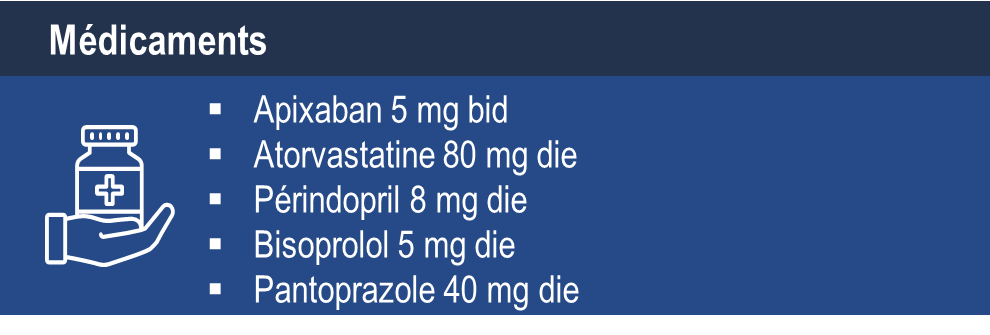 Médicaments
▪ Apixaban 5 mg bid
▪ Atorvastatine 80 mg die
▪ Périndopril 8 mg die
▪ Bisoprolol 5 mg die
▪ Pantoprazole 40 mg die